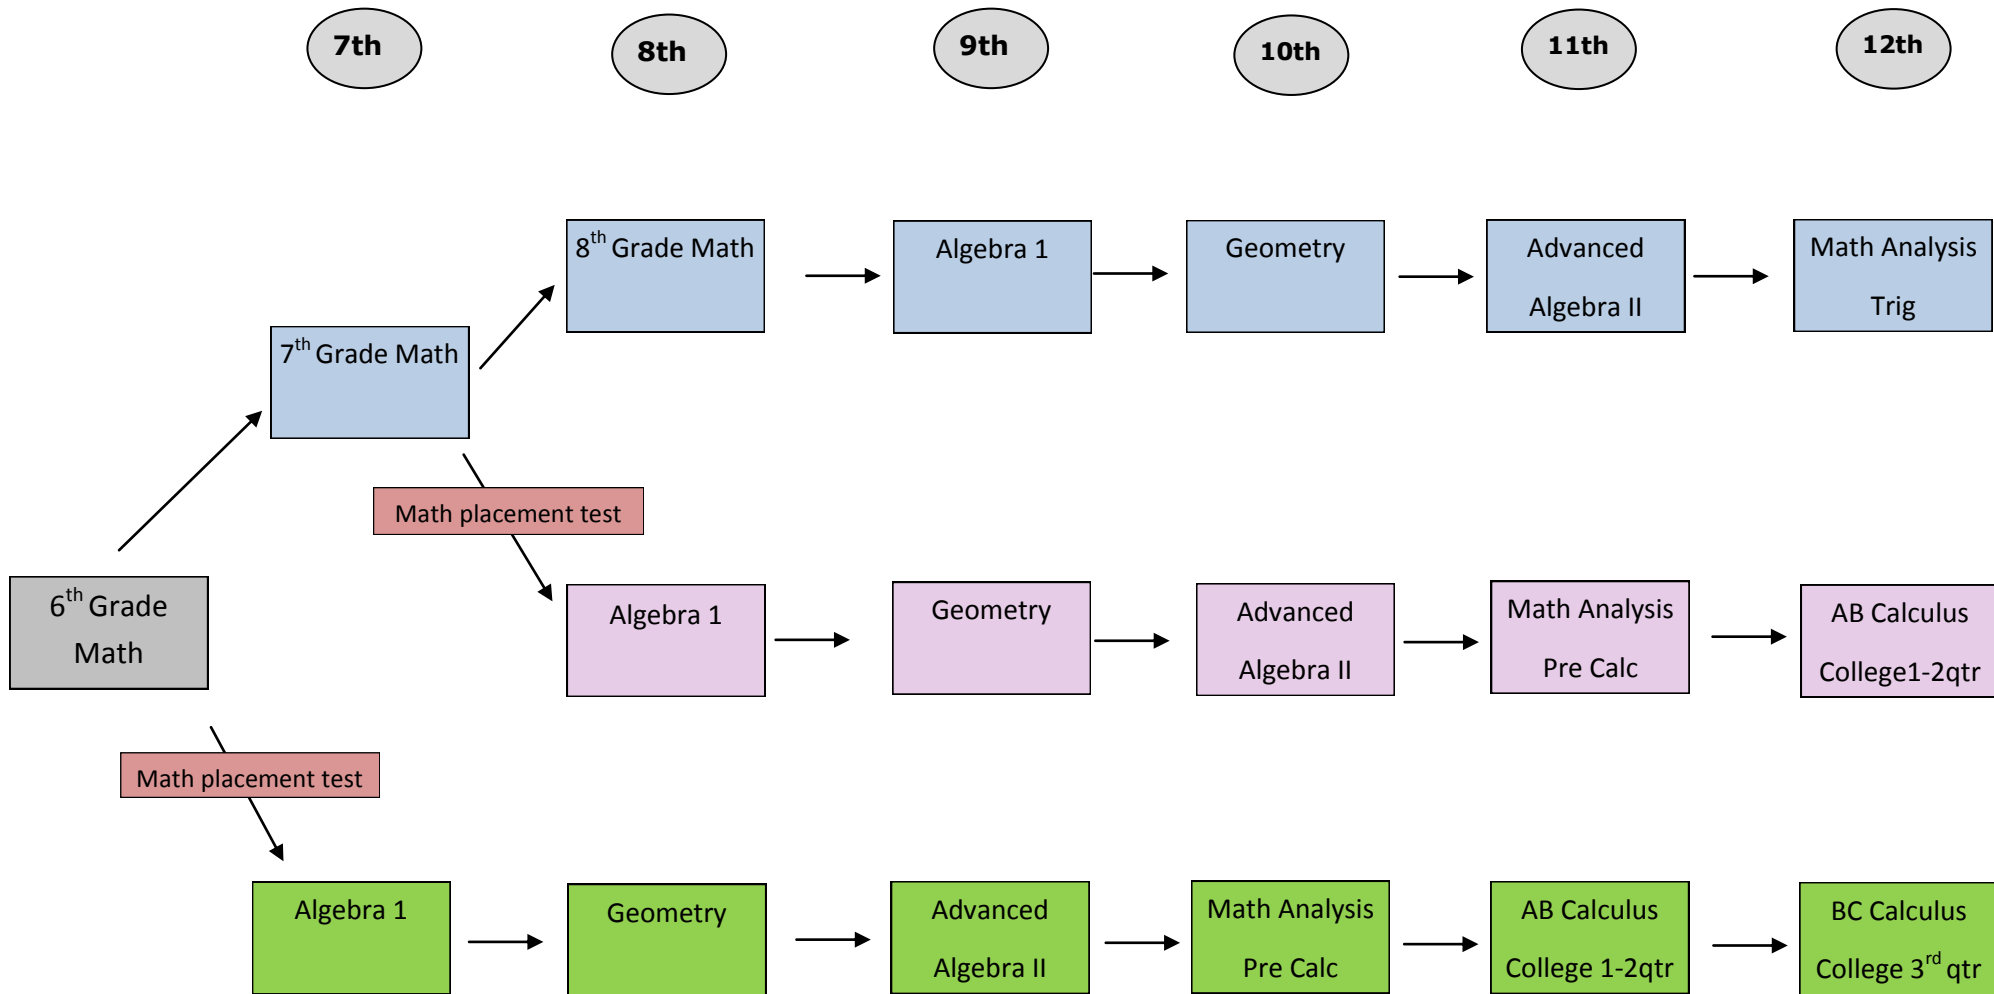 7th
8th
9th
10th
11th
12th
8th Grade Math
Algebra 1
Geometry
Advanced
Algebra II
Math Analysis
Trig
7th Grade Math
Math placement test
6th Grade
Math
Algebra 1
Geometry
Advanced
Algebra II
Math Analysis
Pre Calc
AB Calculus
College1-2qtr
Math placement test
Algebra 1
Geometry
Advanced
Algebra II
Math Analysis
Pre Calc
AB Calculus
College 1-2qtr
BC Calculus
College 3rd qtr